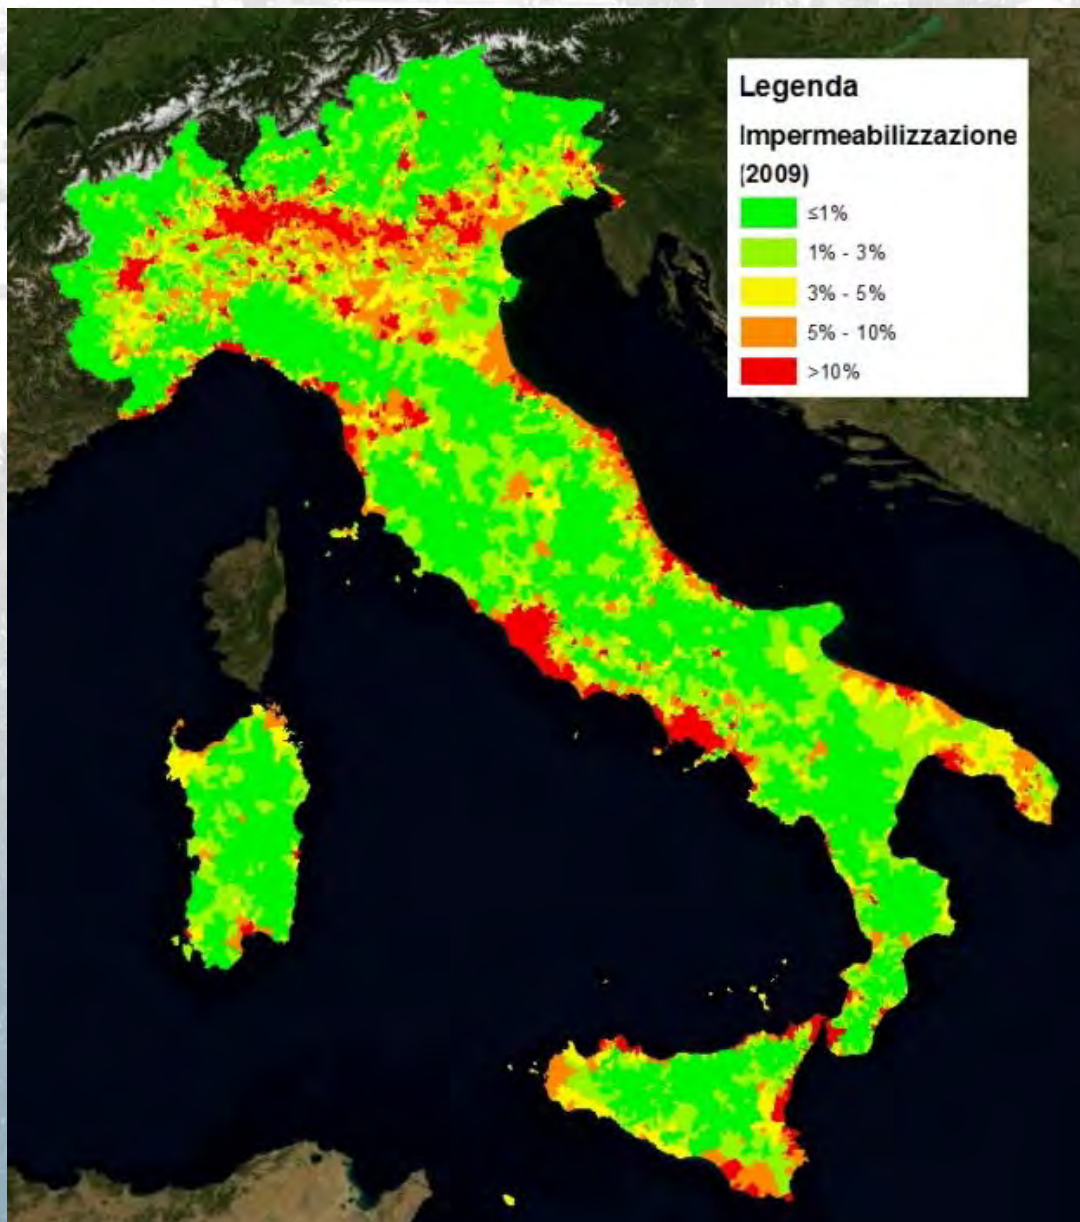 Legenda
Impermeabilizzazione
(2009)
≤1%
1% - 3%
3% - 5%
5% - 10%
>10%